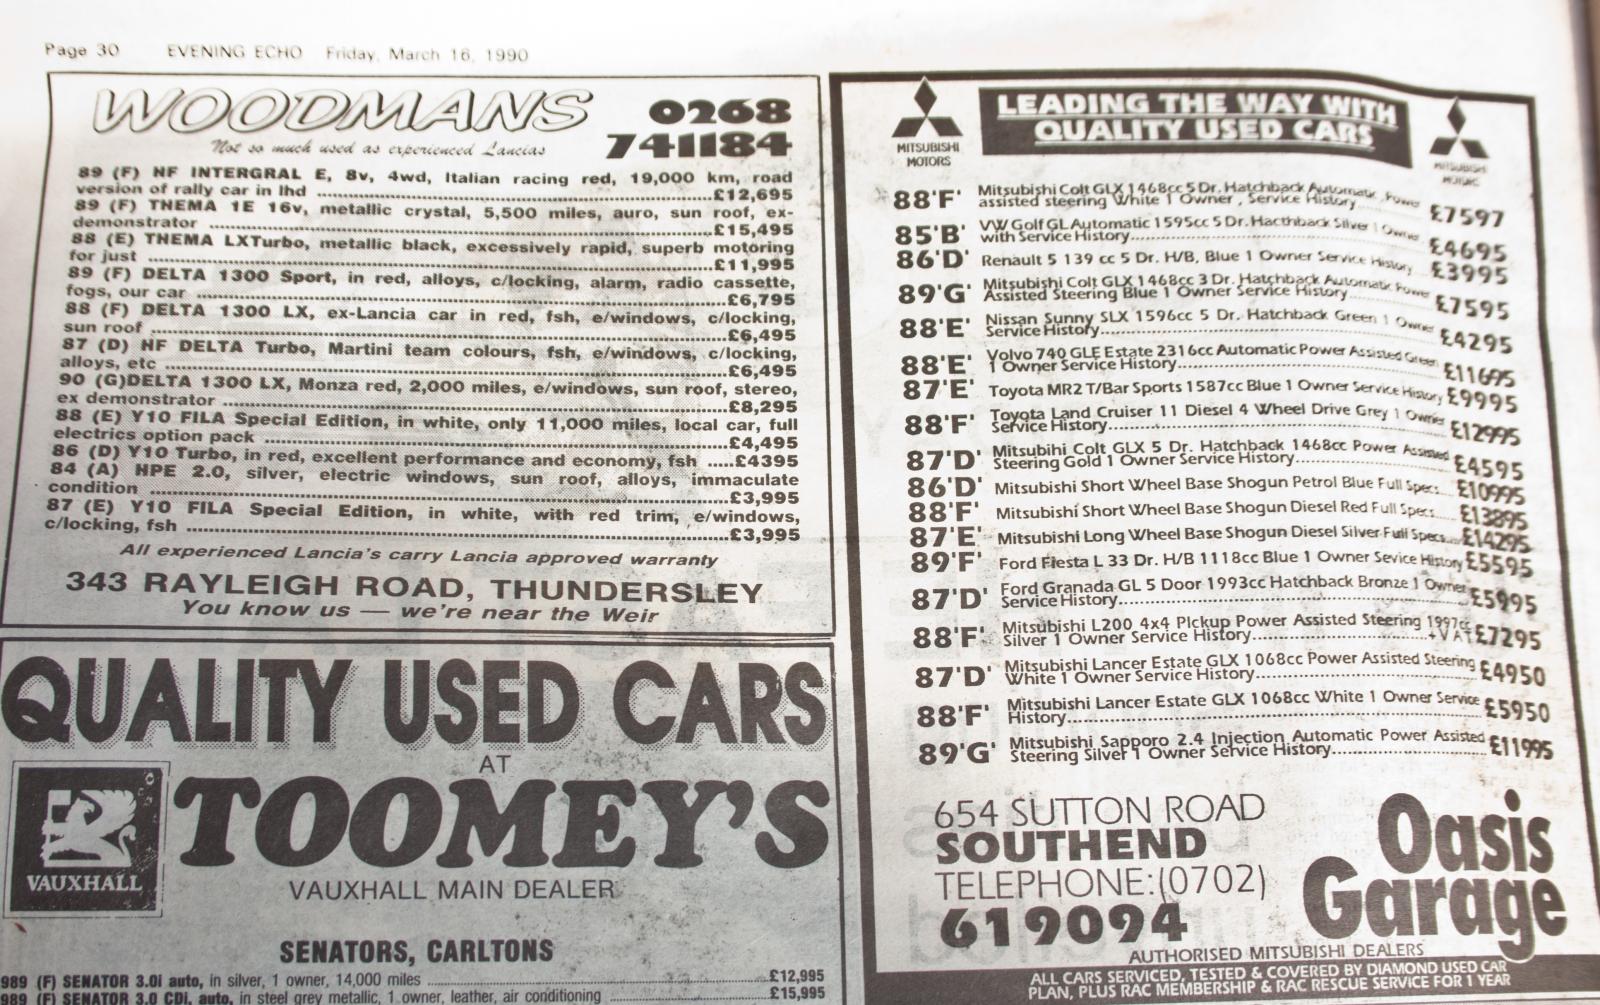 Page 30 EVENING ECHO Friday, March 16, 1990
WOODMANS
0268
741184
Not so much used as experienced Lancias
89 (F) HF INTERGRAL E, 8v, 4wd, Italian racing red, 19,000 km, road
version of rally car in lhd ........ £12,695
89 (F) THEMA 1E 16v, metallic crystal, 5,500 miles, auro, sun roof, ex-
demonstrator ........ £15,495
88 (E) THEMA LXTurbo, metallic black, excessively rapid, superb motoring
for just ........ £11,995
89 (F) DELTA 1300 Sport, in red, alloys, c/locking, alarm, radio cassette,
fogs, our car ........ £6,795
88 (F) DELTA 1300 LX, ex-Lancia car in red, fsh, e/windows, c/locking,
sun roof ........ £6,495
87 (D) HF DELTA Turbo, Martini team colours, fsh, e/windows, c/locking,
alloys, etc ........ £6,495
90 (G)DELTA 1300 LX, Monza red, 2,000 miles, e/windows, sun roof, stereo,
ex demonstrator ........ £8,295
88 (E) Y10 FILA Special Edition, in white, only 11,000 miles, local car, full
electrics option pack ........ £4,495
86 (D) Y10 Turbo, in red, excellent performance and economy, fsh .....£4395
84 (A) HPE 2.0, silver, electric windows, sun roof, alloys, immaculate
condition ........ £3,995
87 (E) Y10 FILA Special Edition, in white, with red trim, e/windows,
c/locking, fsh ........ £3,995
All experienced Lancia's carry Lancia approved warranty
343 RAYLEIGH ROAD, THUNDERSLEY
You know us — we're near the Weir
QUALITY USED CARS
AT
TOOMEY'S
VAUXHALL
VAUXHALL MAIN DEALER
SENATORS, CARLTONS
989 (F) SENATOR 3.0i auto, in silver, 1 owner, 14,000 miles ........ £12,995
989 (F) SENATOR 3.0 CDi, auto, in steel grey metallic, 1 owner, leather, air conditioning ........ £15,995
MITSUBISHI
MOTORS
LEADING THE WAY WITH
QUALITY USED CARS
MITSUBISHI
MOTORS
88'F' Mitsubishi Colt GLX 1468cc 5 Dr. Hatchback Automatic, Power
assisted steering White 1 Owner, Service History £7597
85'B' VW Golf GL Automatic 1595cc 5 Dr. Hacthback Silver 1 Owner
with Service History........ £4695
86'D' Renault 5 139 cc 5 Dr. H/B, Blue 1 Owner Service History £3995
89'G' Mitsubishi Colt GLX 1468cc 3 Dr. Hatchback Automatic Power
Assisted Steering Blue 1 Owner Service History........ £7595
88'E' Nissan Sunny SLX 1596cc 5 Dr. Hatchback Green 1 Owner
Service History........ £4295
88'E' Volvo 740 GLE Estate 2316cc Automatic Power Assisted Green
1 Owner Service History........ £11695
87'E' Toyota MR2 T/Bar Sports 1587cc Blue 1 Owner Service History £9995
88'F' Toyota Land Cruiser 11 Diesel 4 Wheel Drive Grey 1 Owner
Service History........ £12995
87'D' Mitsubihi Colt GLX 5 Dr. Hatchback 1468cc Power Assisted
Steering Gold 1 Owner Service History........ £4595
86'D' Mitsubishi Short Wheel Base Shogun Petrol Blue Full Specs.... £10995
88'F' Mitsubishi Short Wheel Base Shogun Diesel Red Full Specs.... £13895
87'E' Mitsubishi Long Wheel Base Shogun Diesel Silver Full Specs.... £14295
89'F' Ford Fiesta L 33 Dr. H/B 1118cc Blue 1 Owner Sevice History £5595
87'D' Ford Granada GL 5 Door 1993cc Hatchback Bronze 1 Owner
Service History........ £5995
88'F' Mitsubishi L200 4x4 PIckup Power Assisted Steering 1997cc
Silver 1 Owner Service History........ +VAT £7295
87'D' Mitsubishi Lancer Estate GLX 1068cc Power Assisted Steering
White 1 Owner Service History........ £4950
88'F' Mitsubishi Lancer Estate GLX 1068cc White 1 Owner Service
History........ £5950
89'G' Mitsubishi Sapporo 2.4 Injection Automatic Power Assisted
Steering Silver 1 Owner Service History........ £11995
654 SUTTON ROAD
SOUTHEND
TELEPHONE:(0702)
619094
Oasis
Garage
AUTHORISED MITSUBISHI DEALERS
ALL CARS SERVICED, TESTED & COVERED BY DIAMOND USED CAR
PLAN, PLUS RAC MEMBERSHIP & RAC RESCUE SERVICE FOR 1 YEAR